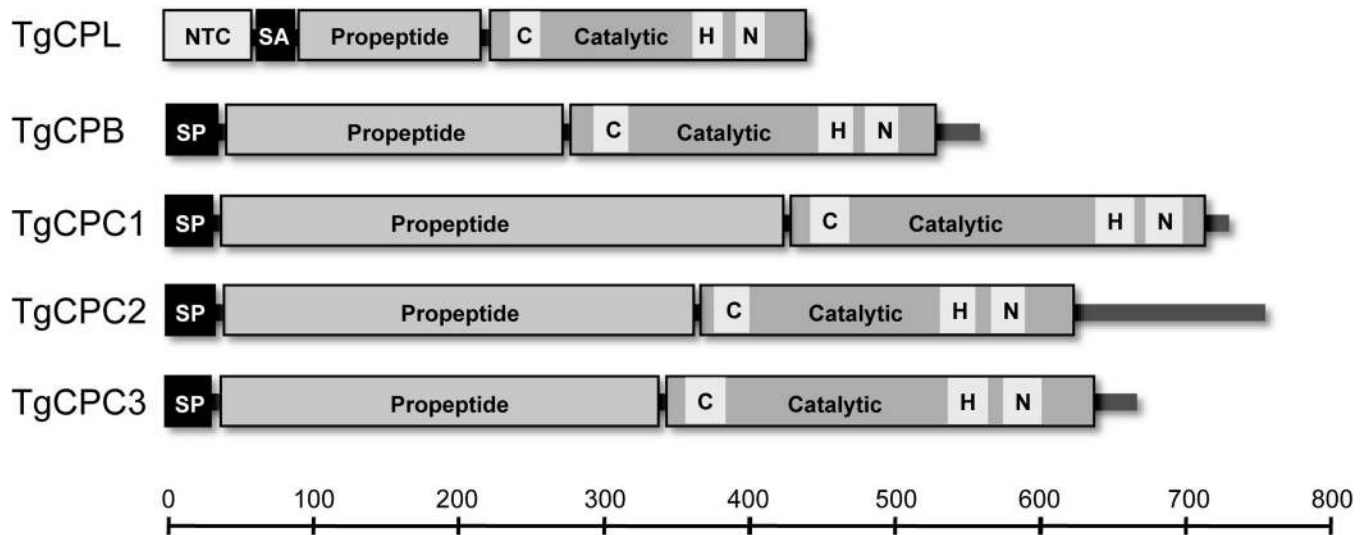 TgCPL NTC SA Propeptide C Catalytic H N
TgCPB SP Propeptide C Catalytic H N
TgCPC1 SP Propeptide C Catalytic H N
TgCPC2 SP Propeptide C Catalytic H N
TgCPC3 SP Propeptide C Catalytic H N
0 100 200 300 400 500 600 700 800